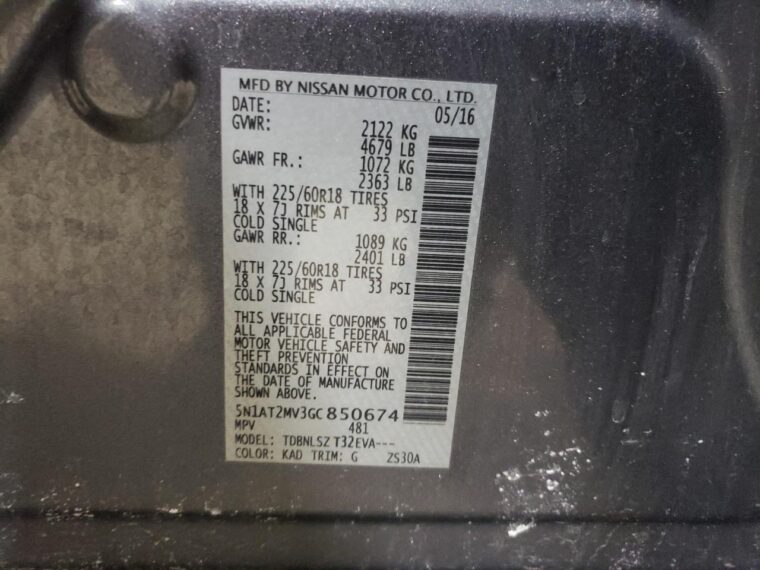 MFD BY NISSAN MOTOR CO., LTD.
DATE: 05/16
GVWR: 2122 KG
4679 LB
GAWR FR.: 1072 KG
2363 LB
WITH 225/60R18 TIRES
18 X 7J RIMS AT 33 PSI
COLD SINGLE
GAWR RR.: 1089 KG
2401 LB
WITH 225/60R18 TIRES
18 X 7J RIMS AT 33 PSI
COLD SINGLE
THIS VEHICLE CONFORMS TO
ALL APPLICABLE FEDERAL
MOTOR VEHICLE SAFETY AND
THEFT PREVENTION
STANDARDS IN EFFECT ON
THE DATE OF MANUFACTURE
SHOWN ABOVE.
5N1AT2MV3GC850674
MPV 481
MODEL: TDBNLSZ T32EVA---
COLOR: KAD TRIM: G ZS30A